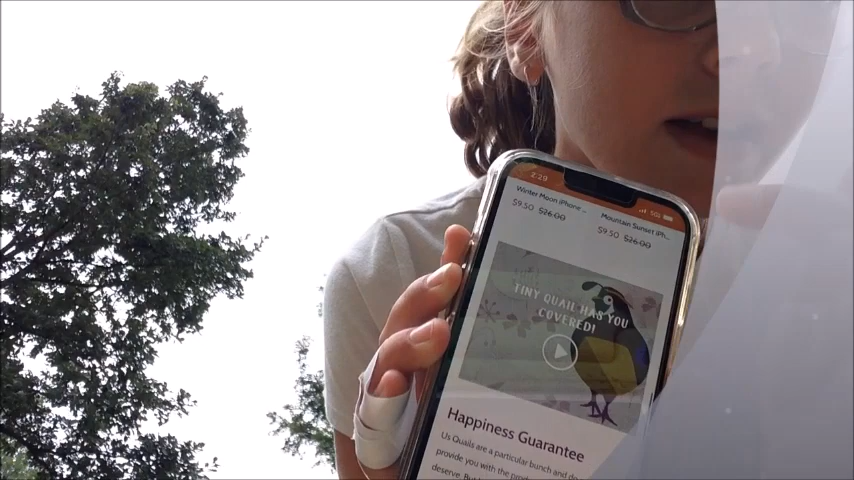 2:29
5G
Winter Moon iPhone ...
$9.50 $26.00
Mountain Sunset iPh...
$9.50 $26.00
TINY QUAIL HAS YOU
COVERED!
Happiness Guarantee
Us Quails are a particular bunch and
provide you with the
deserve.